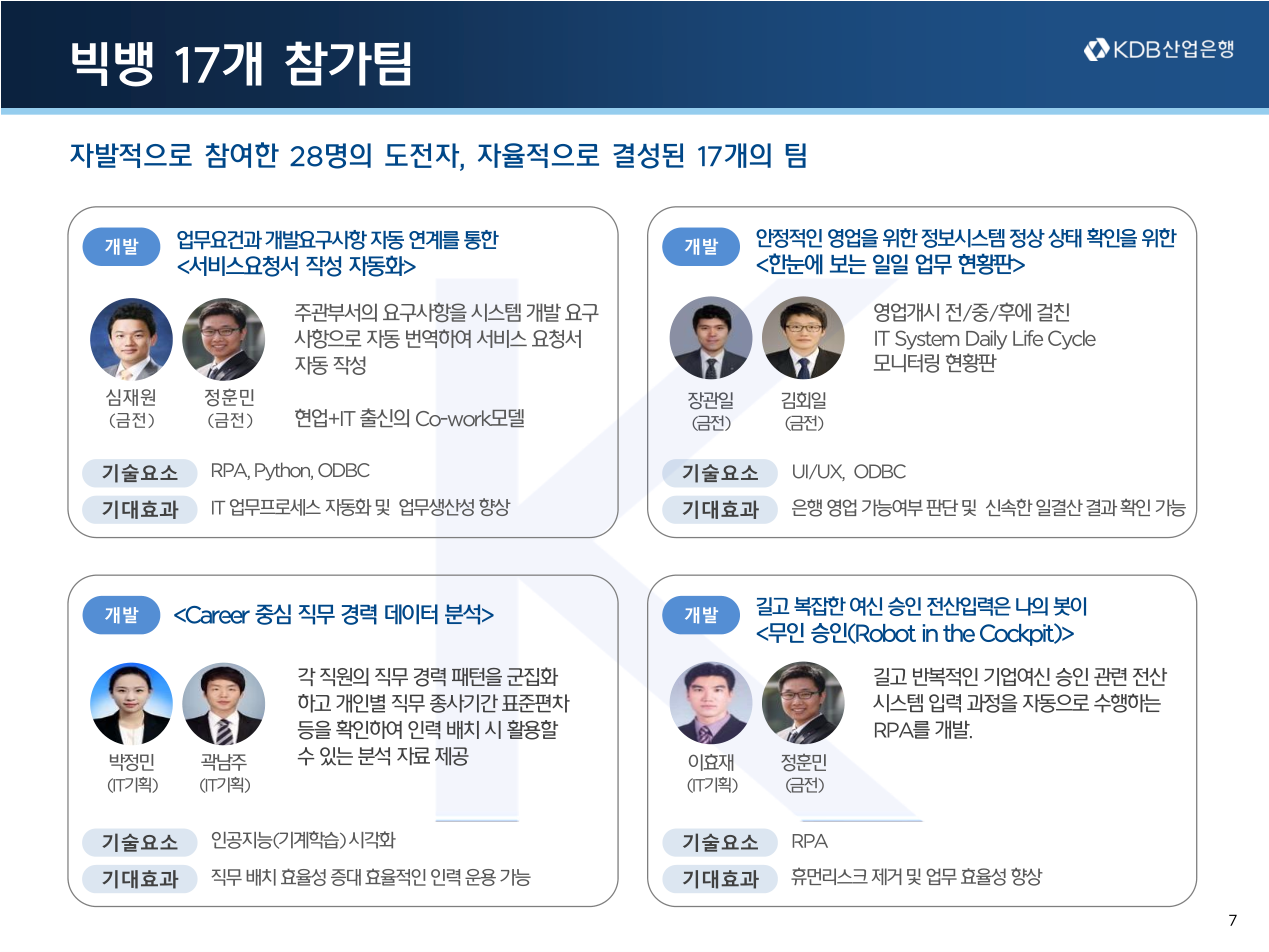 빅뱅 17개 참가팀
KDB산업은행
자발적으로 참여한 28명의 도전자, 자율적으로 결성된 17개의 팀
개발
업무요건과 개발요구사항 자동 연계를 통한
<서비스요청서 작성 자동화>
심재원
(금전)
정훈민
(금전)
주관부서의 요구사항을 시스템 개발 요구
사항으로 자동 번역하여 서비스 요청서
자동 작성
현업+IT 출신의 Co-work모델
기술요소
RPA, Python, ODBC
기대효과
IT 업무프로세스 자동화 및 업무생산성 향상
개발
안정적인 영업을 위한 정보시스템 정상 상태 확인을 위한
<한눈에 보는 일일 업무 현황판>
장관일
(금전)
김회일
(금전)
영업개시 전/중/후에 걸친
IT System Daily Life Cycle
모니터링 현황판
기술요소
UI/UX, ODBC
기대효과
은행 영업 가능여부 판단 및 신속한 일결산 결과 확인 가능
개발
<Career 중심 직무 경력 데이터 분석>
박정민
(IT기획)
곽남주
(IT기획)
각 직원의 직무 경력 패턴을 군집화
하고 개인별 직무 종사기간 표준편차
등을 확인하여 인력 배치 시 활용할
수 있는 분석 자료 제공
기술요소
인공지능(기계학습) 시각화
기대효과
직무 배치 효율성 증대 효율적인 인력 운용 가능
개발
길고 복잡한 여신 승인 전산입력은 나의 봇이
<무인 승인(Robot in the Cockpit)>
이효재
(IT기획)
정훈민
(금전)
길고 반복적인 기업여신 승인 관련 전산
시스템 입력 과정을 자동으로 수행하는
RPA를 개발.
기술요소
RPA
기대효과
휴먼리스크 제거 및 업무 효율성 향상
7